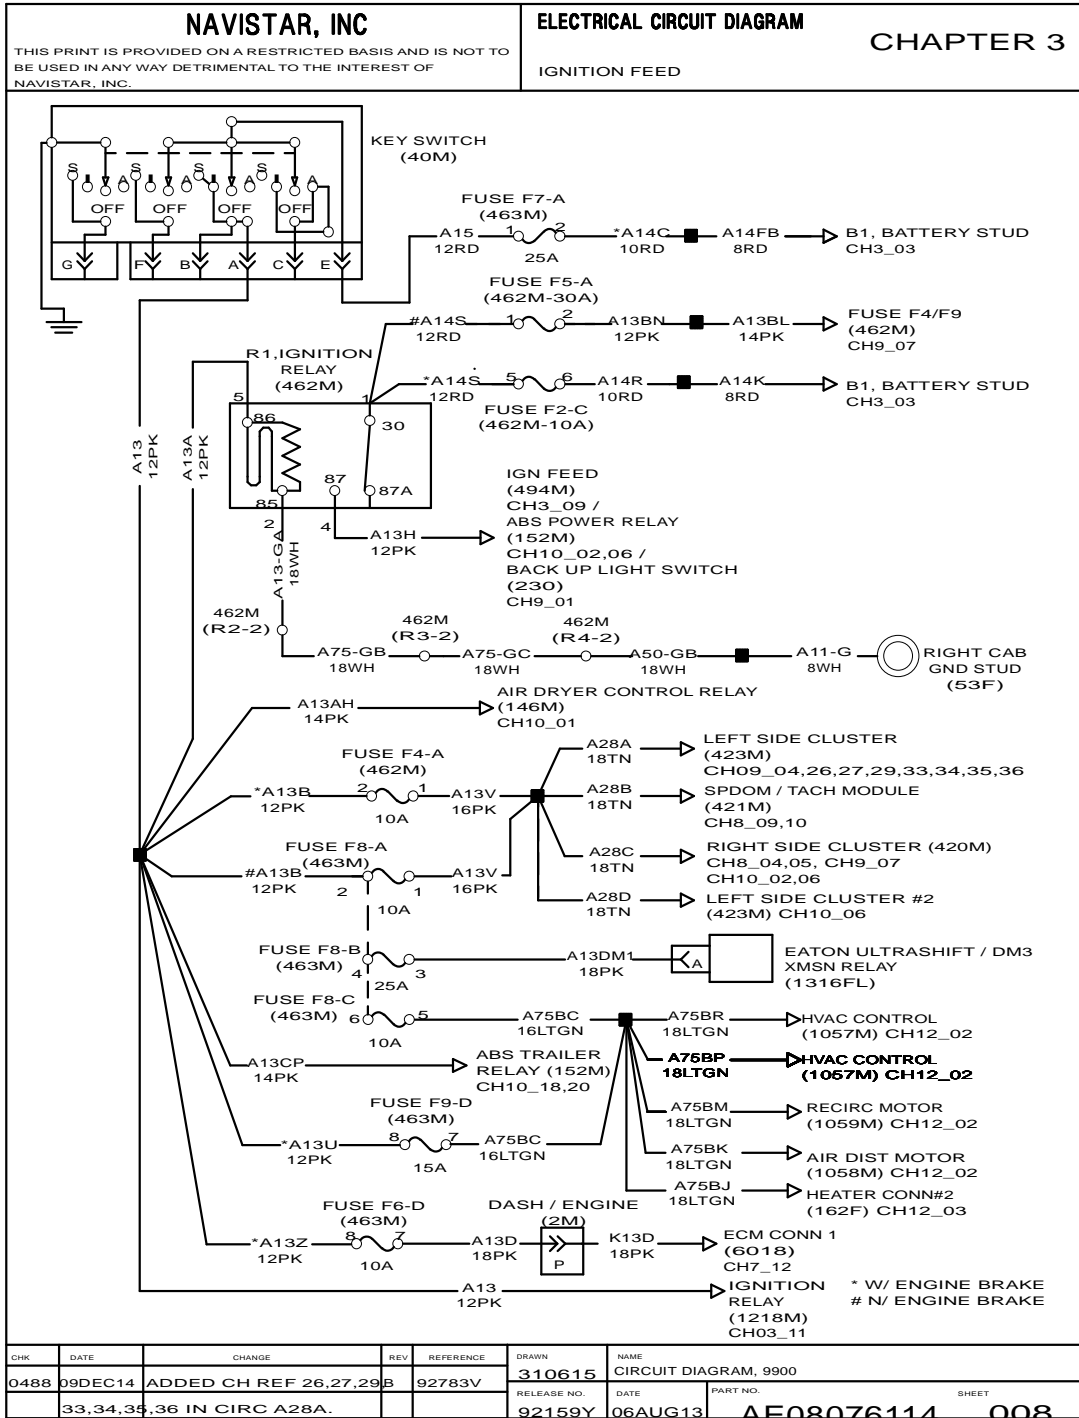 NAVISTAR, INC
THIS PRINT IS PROVIDED ON A RESTRICTED BASIS AND IS NOT TO
BE USED IN ANY WAY DETRIMENTAL TO THE INTEREST OF
NAVISTAR, INC.
ELECTRICAL CIRCUIT DIAGRAM
IGNITION FEED
CHAPTER 3
KEY SWITCH
(40M)
S A S A S A S A
OFF OFF OFF OFF
G F B A C E
FUSE F7-A
(463M)
A15 1 2 *A14C A14FB B1, BATTERY STUD
12RD 25A 10RD 8RD CH3_03
FUSE F5-A
(462M-30A)
#A14S 1 2 A13BN A13BL FUSE F4/F9
12RD 12PK 14PK (462M)
CH9_07
R1,IGNITION
RELAY
(462M)
*A14S 5 6 A14R A14K B1, BATTERY STUD
12RD 10RD 8RD CH3_03
FUSE F2-C
(462M-10A)
5 1
86 30
A13
12PK
A13A
12PK
87 87A
85
2 4
A13H
12PK
IGN FEED
(494M)
CH3_09 /
ABS POWER RELAY
(152M)
CH10_02,06 /
BACK UP LIGHT SWITCH
(230)
CH9_01
A13-GA
18WH
462M
(R2-2)
462M
(R3-2)
462M
(R4-2)
A75-GB A75-GC A50-GB A11-G
18WH 18WH 18WH 8WH
RIGHT CAB
GND STUD
(53F)
A13AH
14PK
AIR DRYER CONTROL RELAY
(146M)
CH10_01
FUSE F4-A
(462M)
*A13B 2 1 A13V
12PK 10A 16PK
A28A
18TN
LEFT SIDE CLUSTER
(423M)
CH09_04,26,27,29,33,34,35,36
A28B
18TN
SPDOM / TACH MODULE
(421M)
CH8_09,10
FUSE F8-A
(463M)
#A13B 2 1 A13V
12PK 10A 16PK
A28C
18TN
RIGHT SIDE CLUSTER (420M)
CH8_04,05, CH9_07
CH10_02,06
A28D
18TN
LEFT SIDE CLUSTER #2
(423M) CH10_06
FUSE F8-B
(463M) 4 3
25A
A13DM1
18PK
A
EATON ULTRASHIFT / DM3
XMSN RELAY
(1316FL)
FUSE F8-C
(463M) 6 5
10A
A75BC
16LTGN
A75BR
18LTGN
HVAC CONTROL
(1057M) CH12_02
A13CP
14PK
ABS TRAILER
RELAY (152M)
CH10_18,20
A75BP
18LTGN
HVAC CONTROL
(1057M) CH12_02
FUSE F9-D
(463M)
*A13U 8 7 A75BC
12PK 15A 16LTGN
A75BM
18LTGN
RECIRC MOTOR
(1059M) CH12_02
A75BK
18LTGN
AIR DIST MOTOR
(1058M) CH12_02
A75BJ
18LTGN
HEATER CONN#2
(162F) CH12_03
FUSE F6-D
(463M)
DASH / ENGINE
(2M)
*A13Z 8 7 A13D P K13D
12PK 10A 18PK 18PK
ECM CONN 1
(6018)
CH7_12
A13
12PK
IGNITION
RELAY
(1218M)
CH03_11
* W/ ENGINE BRAKE
# N/ ENGINE BRAKE
CHK DATE CHANGE REV REFERENCE
0488 09DEC14 ADDED CH REF 26,27,29 B 92783V
33,34,35,36 IN CIRC A28A.
DRAWN
310615
NAME
CIRCUIT DIAGRAM, 9900
RELEASE NO. DATE PART NO. SHEET
92159Y 06AUG13 AE08076114 008